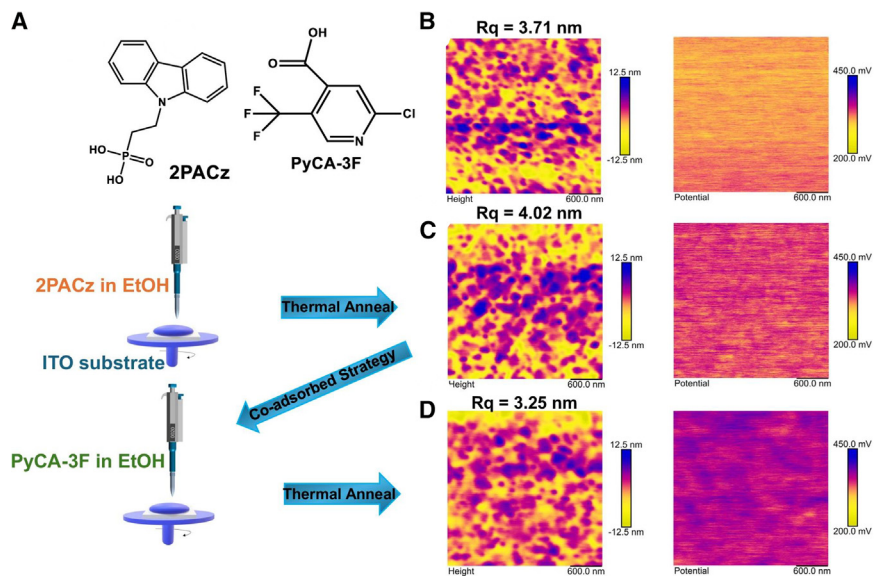 A
OH
O
HO
N
F
F
F
Cl
N
HO
P
O
HO
2PACz
PyCA-3F
2PACz in EtOH
Thermal Anneal
ITO substrate
Co-adsorbed Strategy
PyCA-3F in EtOH
Thermal Anneal
B
Rq = 3.71 nm
12.5 nm
-12.5 nm
Height
600.0 nm
450.0 mV
200.0 mV
Potential
600.0 nm
C
Rq = 4.02 nm
12.5 nm
-12.5 nm
Height
600.0 nm
450.0 mV
200.0 mV
Potential
600.0 nm
D
Rq = 3.25 nm
12.5 nm
-12.5 nm
Height
600.0 nm
450.0 mV
200.0 mV
Potential
600.0 nm